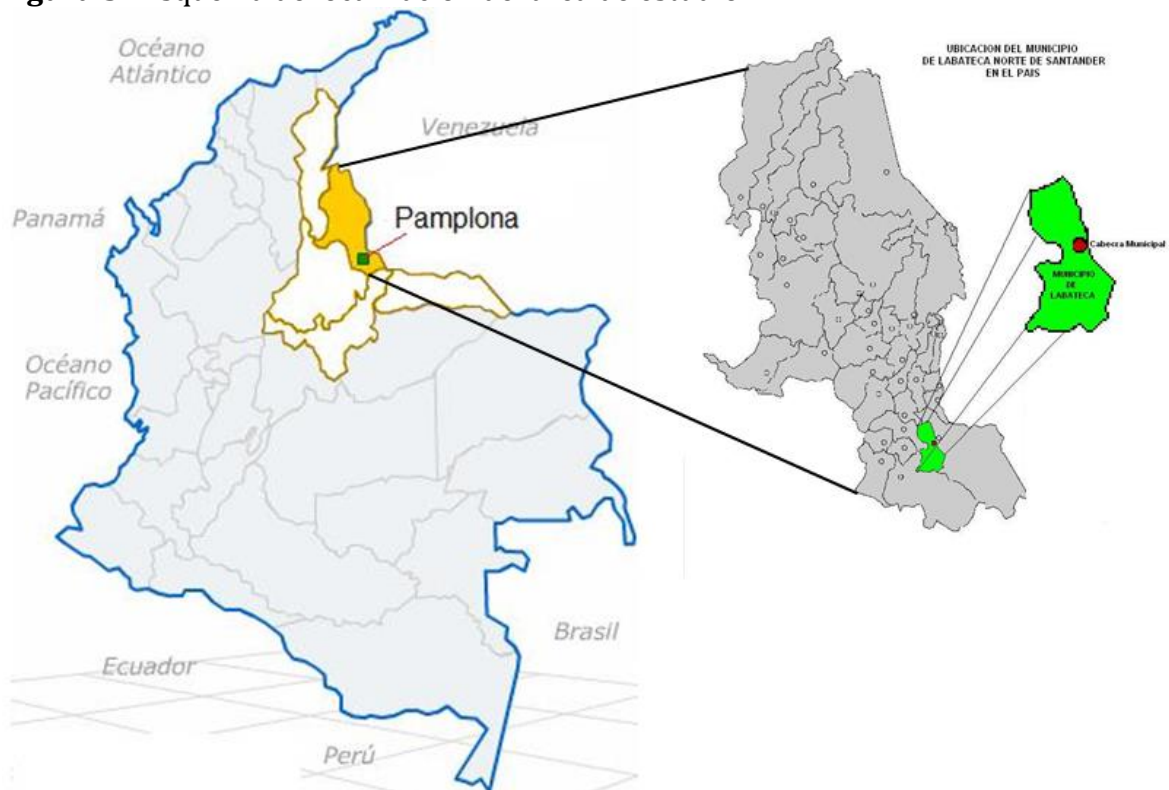 Océano
Atlántico
Venezuela
Panamá
Pamplona
Océano
Pacífico
Brasil
Ecuador
Perú
UBICACION DEL MUNICIPIO
DE LABATECA NORTE DE SANTANDER
EN EL PAIS
Cabecra Municipal
MUNICIPIO
DE
LABATECA